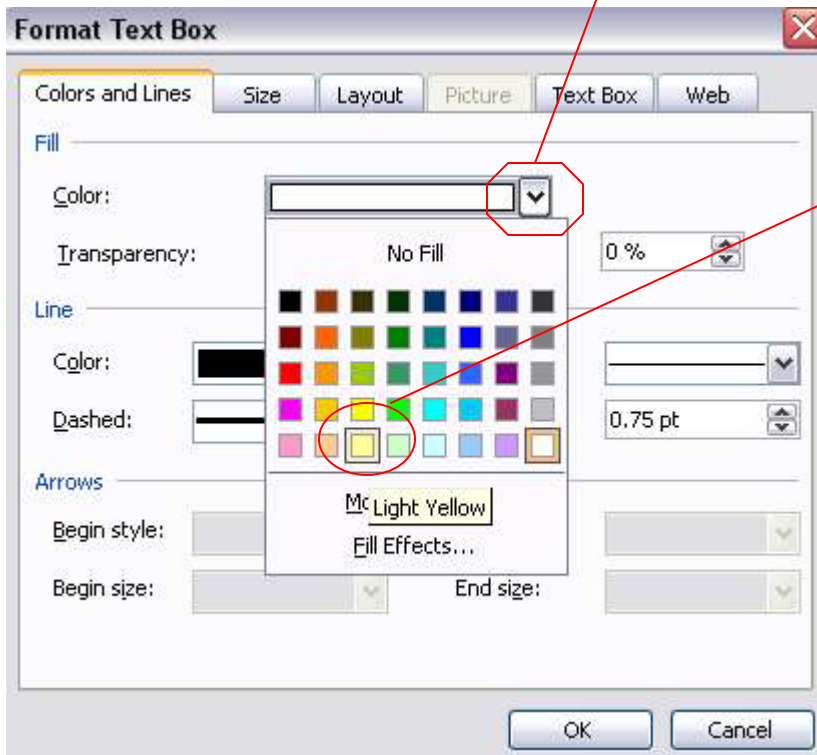 Format Text Box
Colors and Lines Size Layout Picture Text Box Web
Fill
Color:
No Fill
Transparency: 0 %
Line
Color:
Dashed: 0.75 pt
Light Yellow
Arrows
Begin style:
Fill Effects...
Begin size: End size:
OK Cancel